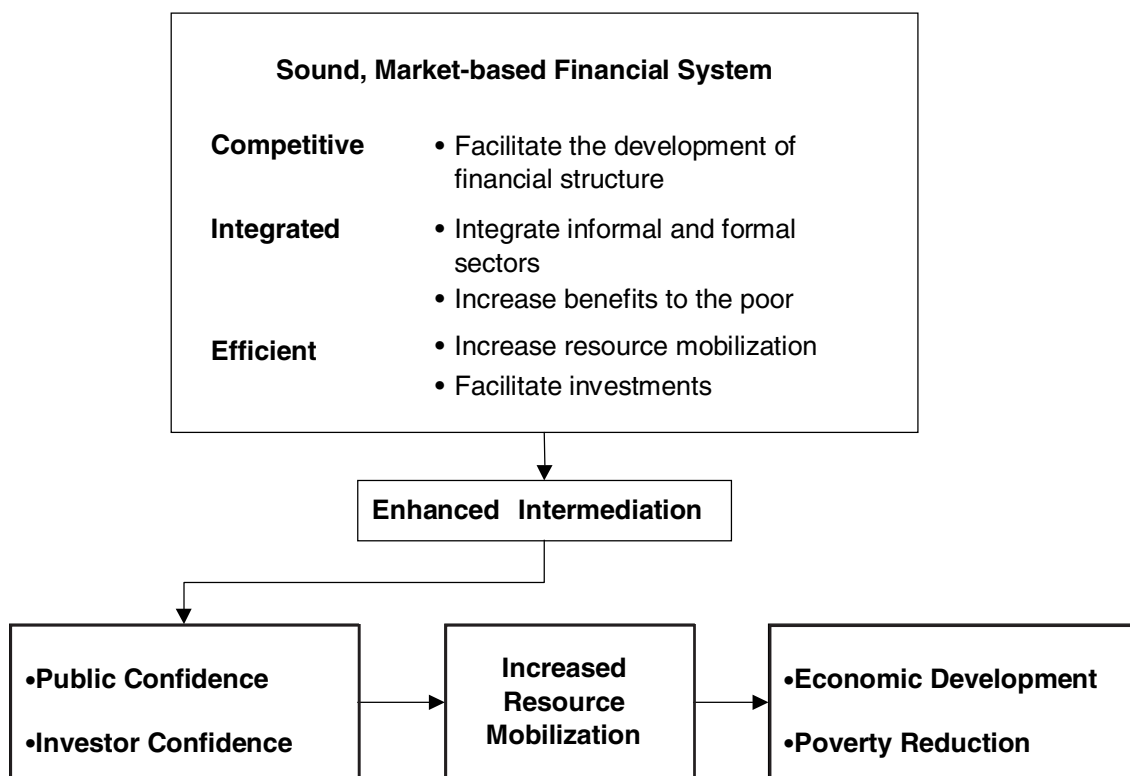 Sound, Market-based Financial System
Competitive • Facilitate the development of
financial structure
Integrated • Integrate informal and formal
sectors
• Increase benefits to the poor
Efficient • Increase resource mobilization
• Facilitate investments
Enhanced Intermediation
•Public Confidence
•Investor Confidence
Increased
Resource
Mobilization
•Economic Development
•Poverty Reduction